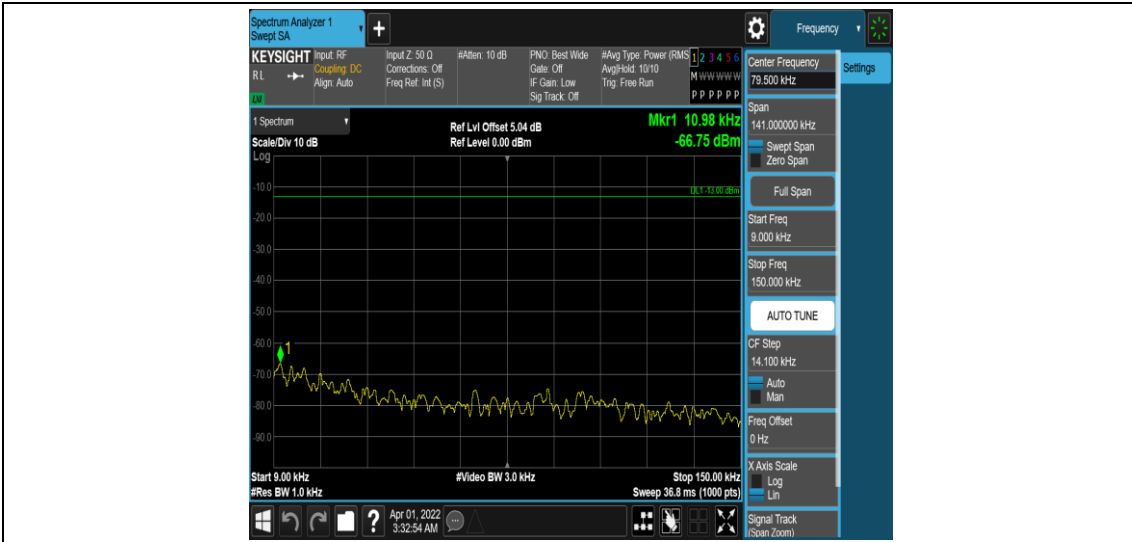 Spectrum Analyzer 1
Swept SA
+
Frequency
KEYSIGHT
RL
Input: RF
Coupling: DC
Align: Auto
Input Z: 50 Ω
Corrections: Off
Freq Ref: Int (S)
#Atten: 10 dB
PNO: Best Wide
Gate: Off
IF Gain: Low
Sig Track: Off
#Avg Type: Power (RMS
Avg|Hold: 10/10
Trig: Free Run
1 2 3 4 5 6
M W W W W W
P P P P P P
1 Spectrum
Scale/Div 10 dB
Log
Ref Lvl Offset 5.04 dB
Ref Level 0.00 dBm
Mkr1 10.98 kHz
-66.75 dBm
DL1 -13.00 dBm
-10.0
-20.0
-30.0
-40.0
-50.0
-60.0
-70.0
-80.0
-90.0
1
Start 9.00 kHz
#Res BW 1.0 kHz
#Video BW 3.0 kHz
Stop 150.00 kHz
Sweep 36.8 ms (1000 pts)
?
Apr 01, 2022
3:32:54 AM
Center Frequency
79.500 kHz
Settings
Span
141.000000 kHz
Swept Span
Zero Span
Full Span
Start Freq
9.000 kHz
Stop Freq
150.000 kHz
AUTO TUNE
CF Step
14.100 kHz
Auto
Man
Freq Offset
0 Hz
X Axis Scale
Log
Lin
Signal Track
(Span Zoom)